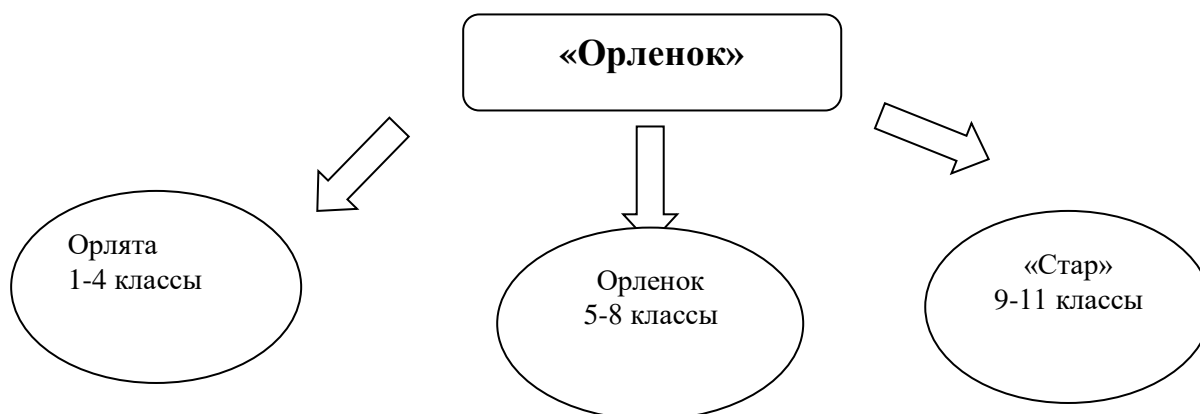 «Орленок»
Орлята
1-4 классы
Орленок
5-8 классы
«Стар»
9-11 классы